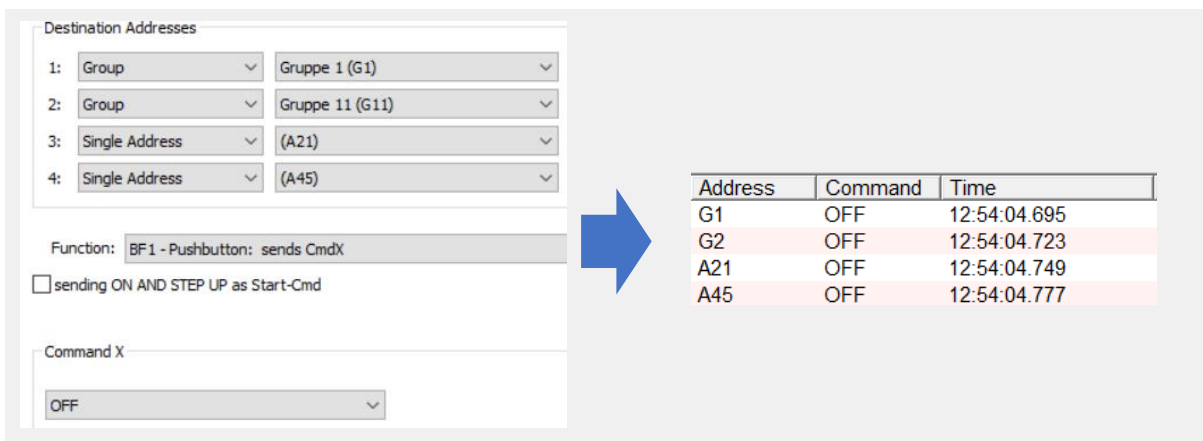 Destination Addresses
1: Group Gruppe 1 (G1)
2: Group Gruppe 11 (G11)
3: Single Address (A21)
4: Single Address (A45)
Function: BF1 - Pushbutton: sends CmdX
sending ON AND STEP UP as Start-Cmd
Command X
OFF
Address Command Time
G1 OFF 12:54:04.695
G2 OFF 12:54:04.723
A21 OFF 12:54:04.749
A45 OFF 12:54:04.777